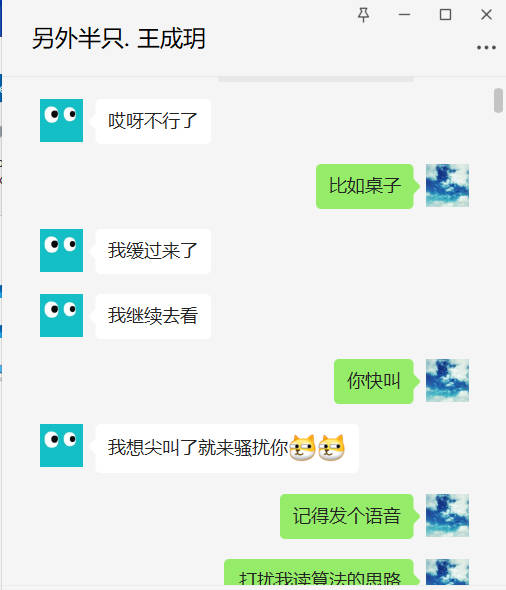 另外半只. 王成玥
哎呀不行了
比如桌子
我缓过来了
我继续去看
你快叫
我想尖叫了就来骚扰你
记得发个语音
打扰我读算法的思路